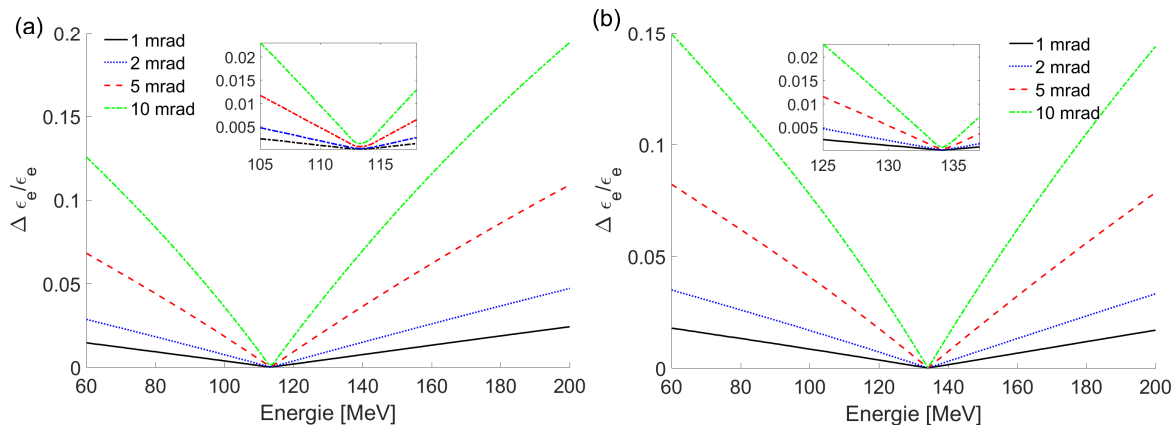 (a)
0.2
0.15
0.1
0.05
0
Δ ϵe/ϵe
1 mrad
2 mrad
5 mrad
10 mrad
0.02
0.015
0.01
0.005
105 110 115
60 80 100 120 140 160 180 200
Energie [MeV]
(b)
0.15
0.1
0.05
0
Δ ϵe/ϵe
0.02
0.015
0.01
0.005
125 130 135
1 mrad
2 mrad
5 mrad
10 mrad
60 80 100 120 140 160 180 200
Energie [MeV]